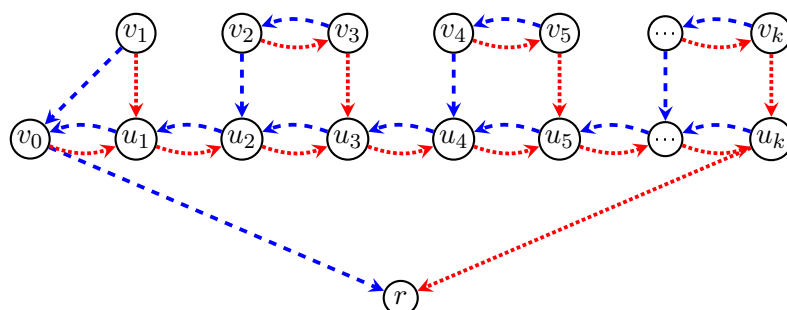 v₁ v₂ v₃ v₄ v₅ ... vₖ
v₀ u₁ u₂ u₃ u₄ u₅ ... uₖ
r